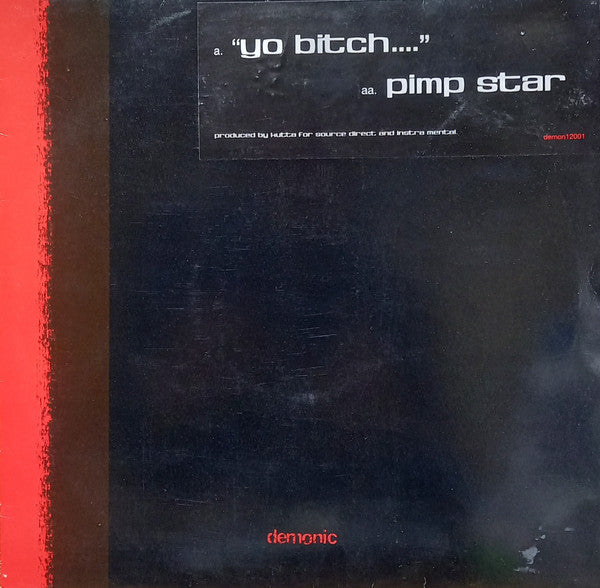 a. "yo bitch...."
aa. pimp star
produced by kutta for source direct and instra mental.
demon12001
demonic